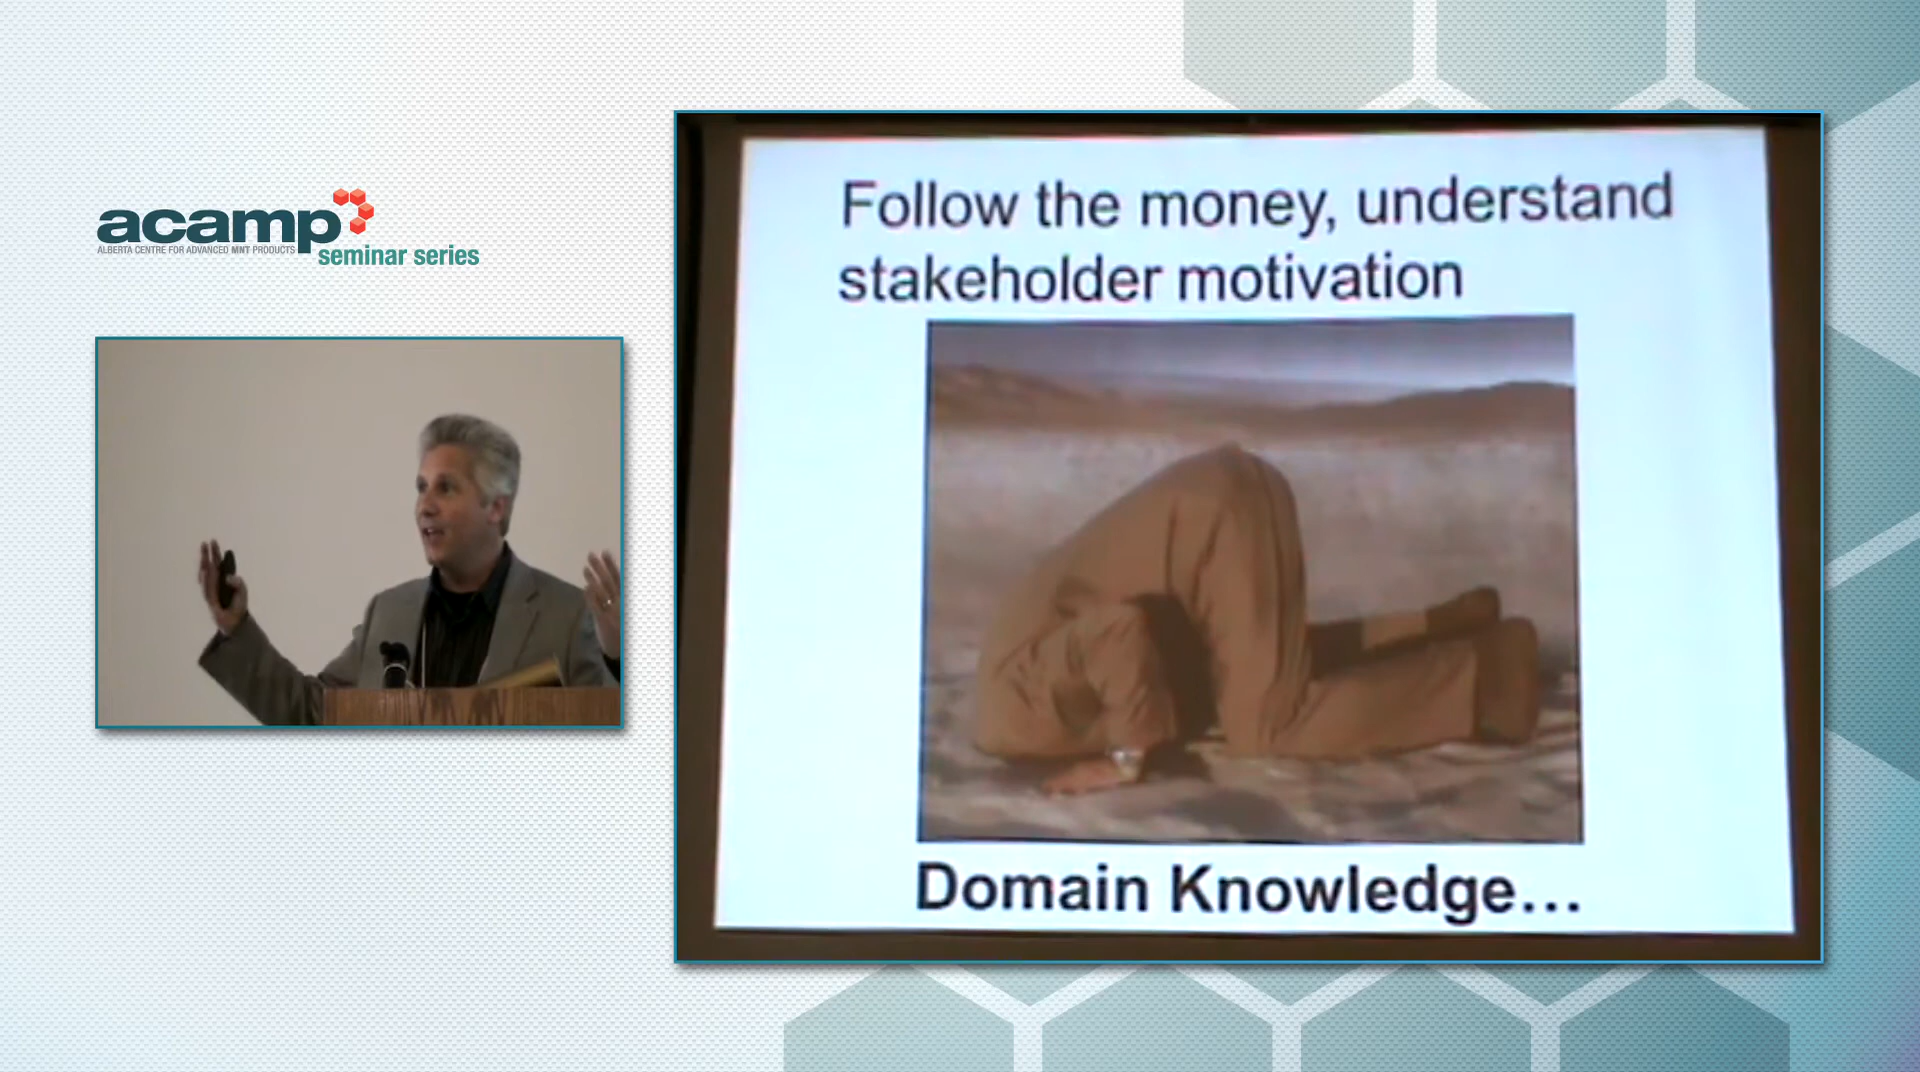 acamp
ALBERTA CENTRE FOR ADVANCED MNT PRODUCTS
seminar series
Follow the money, understand
stakeholder motivation
Domain Knowledge...